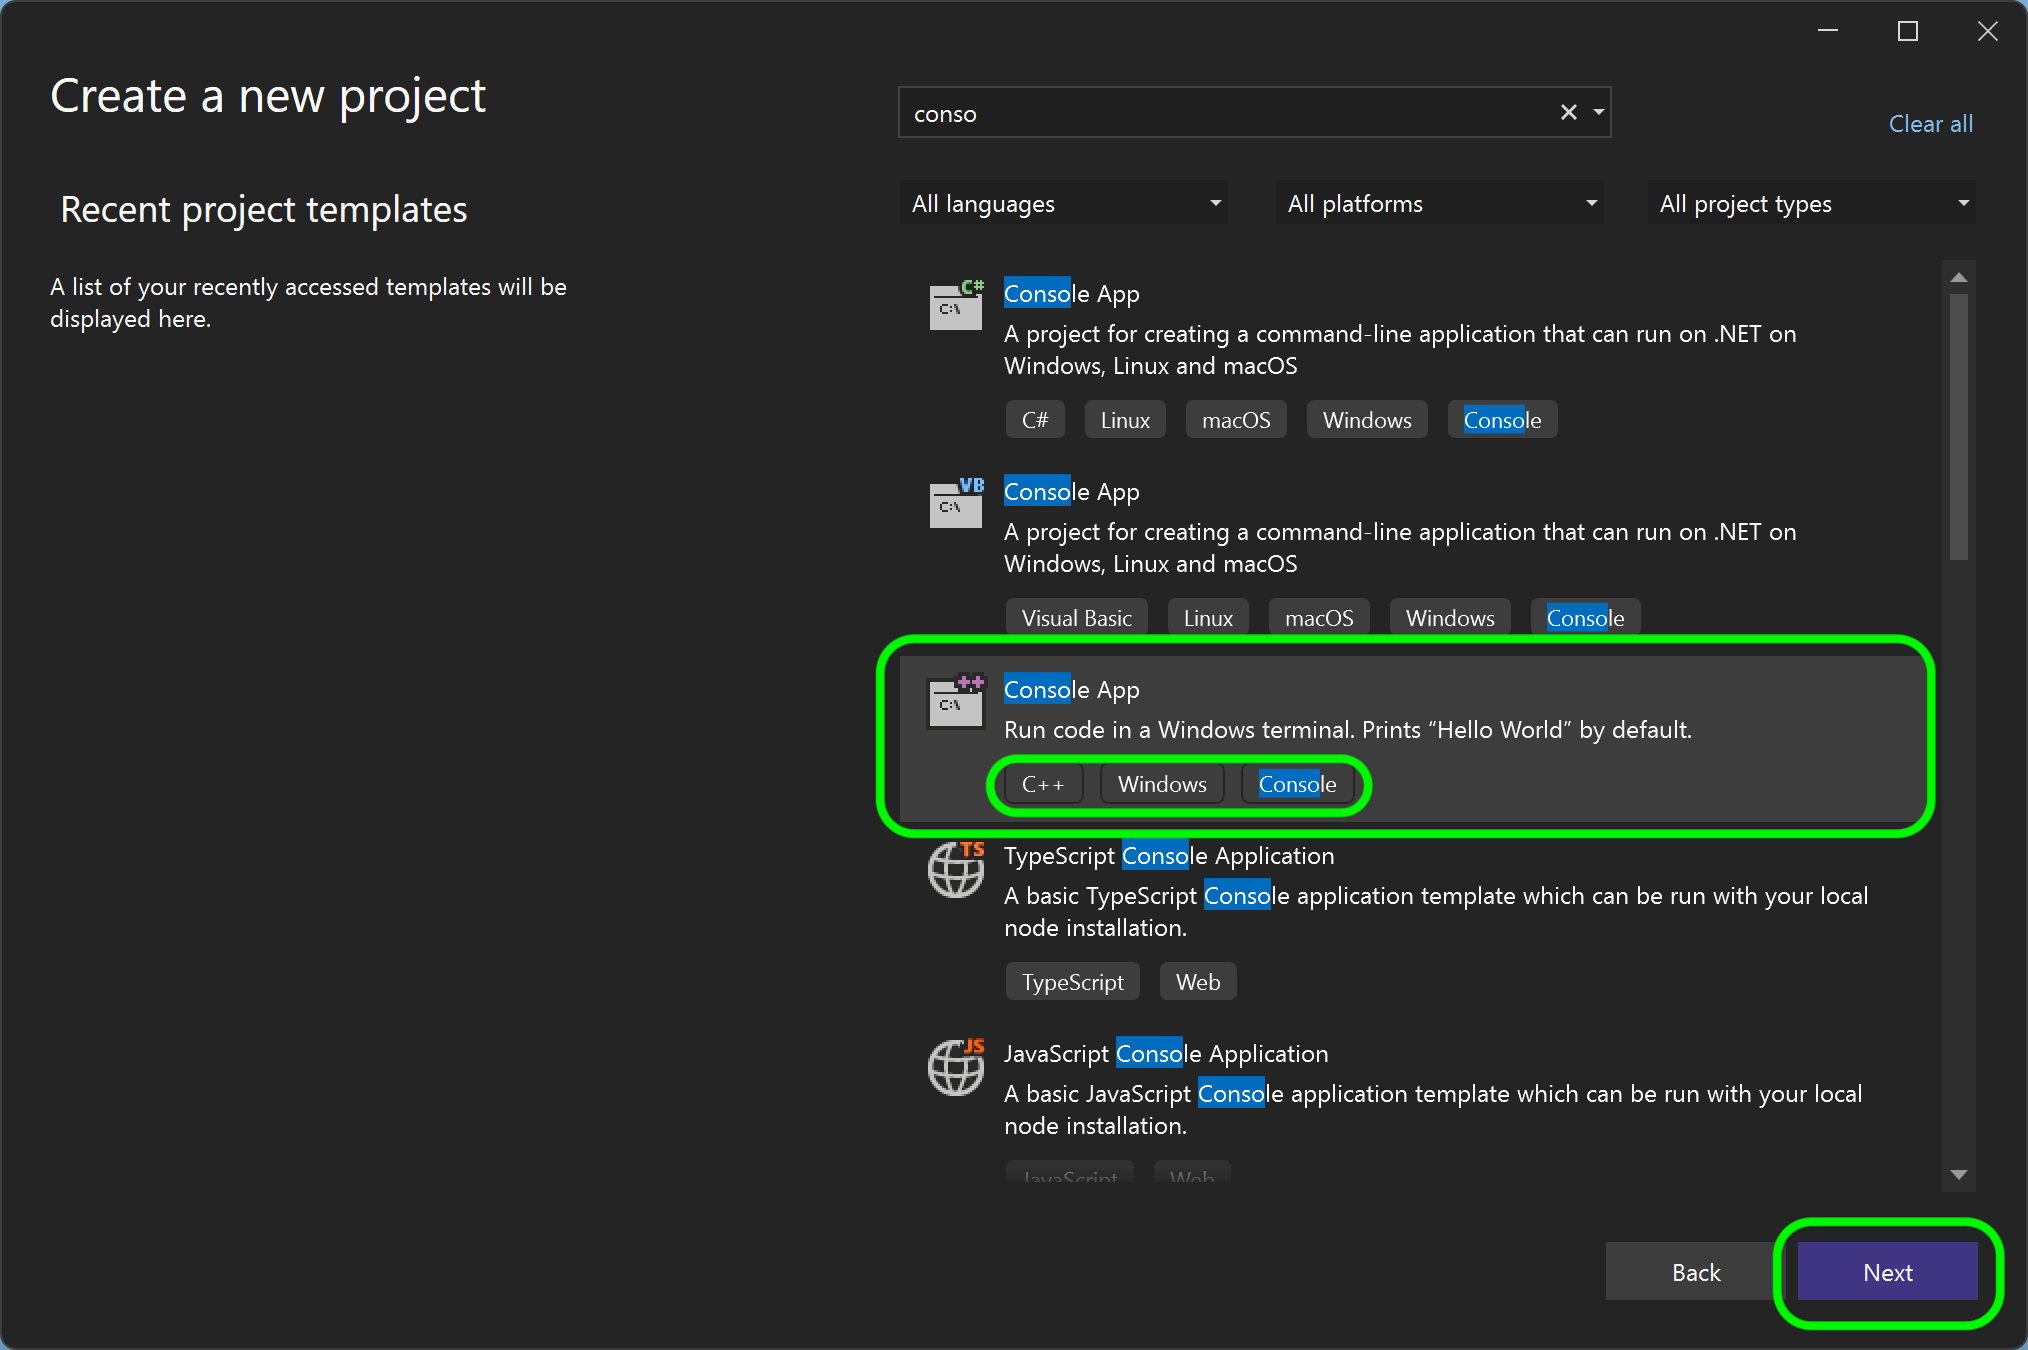 Create a new project
conso
Clear all
Recent project templates
All languages
All platforms
All project types
A list of your recently accessed templates will be
displayed here.
C#
C:\
Console App
A project for creating a command-line application that can run on .NET on
Windows, Linux and macOS
C# Linux macOS Windows Console
VB
C:\
Console App
A project for creating a command-line application that can run on .NET on
Windows, Linux and macOS
Visual Basic Linux macOS Windows Console
++
C:\
Console App
Run code in a Windows terminal. Prints “Hello World” by default.
C++ Windows Console
TS
TypeScript Console Application
A basic TypeScript Console application template which can be run with your local
node installation.
TypeScript Web
JS
JavaScript Console Application
A basic JavaScript Console application template which can be run with your local
node installation.
JavaScript Web
Back
Next